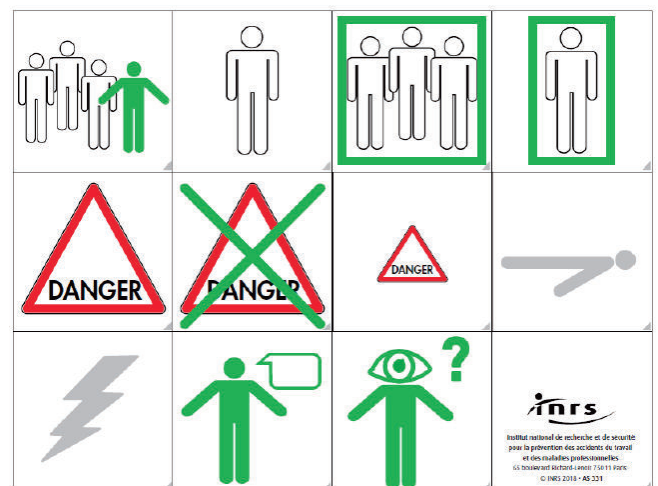 DANGER
DANGER
DANGER
?
inrs
Institut national de recherche et de sécurité
pour la prévention des accidents du travail
et des maladies professionnelles
65 boulevard Richard-Lenoir 75011 Paris
© INRS 2018 • AS 331